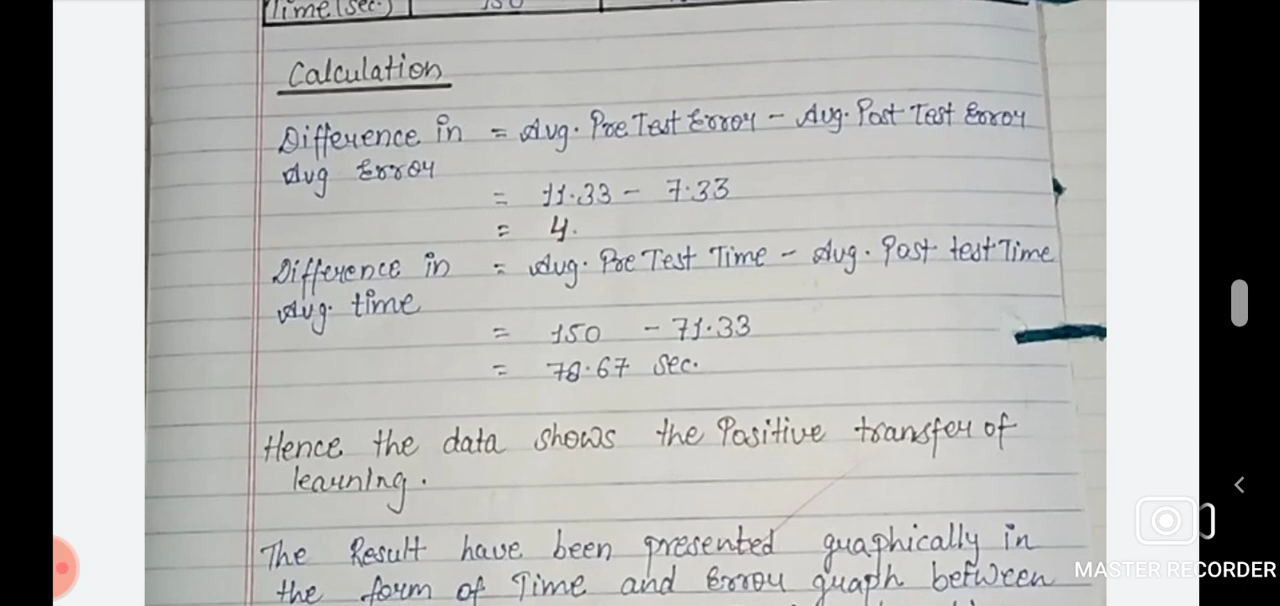 Time (sec.) 150
Calculation
Difference in = Avg. Pre Test Error - Avg. Post Test Error
Avg Error
= 11.33 - 7.33
= 4.
Difference in = Avg. Pre Test Time - Avg. Post test Time
Avg. time
= 150 - 71.33
= 78.67 Sec.
Hence the data shows the Positive transfer of
learning.
The Result have been presented graphically in
the form of Time and Error graph between
MASTER RECORDER